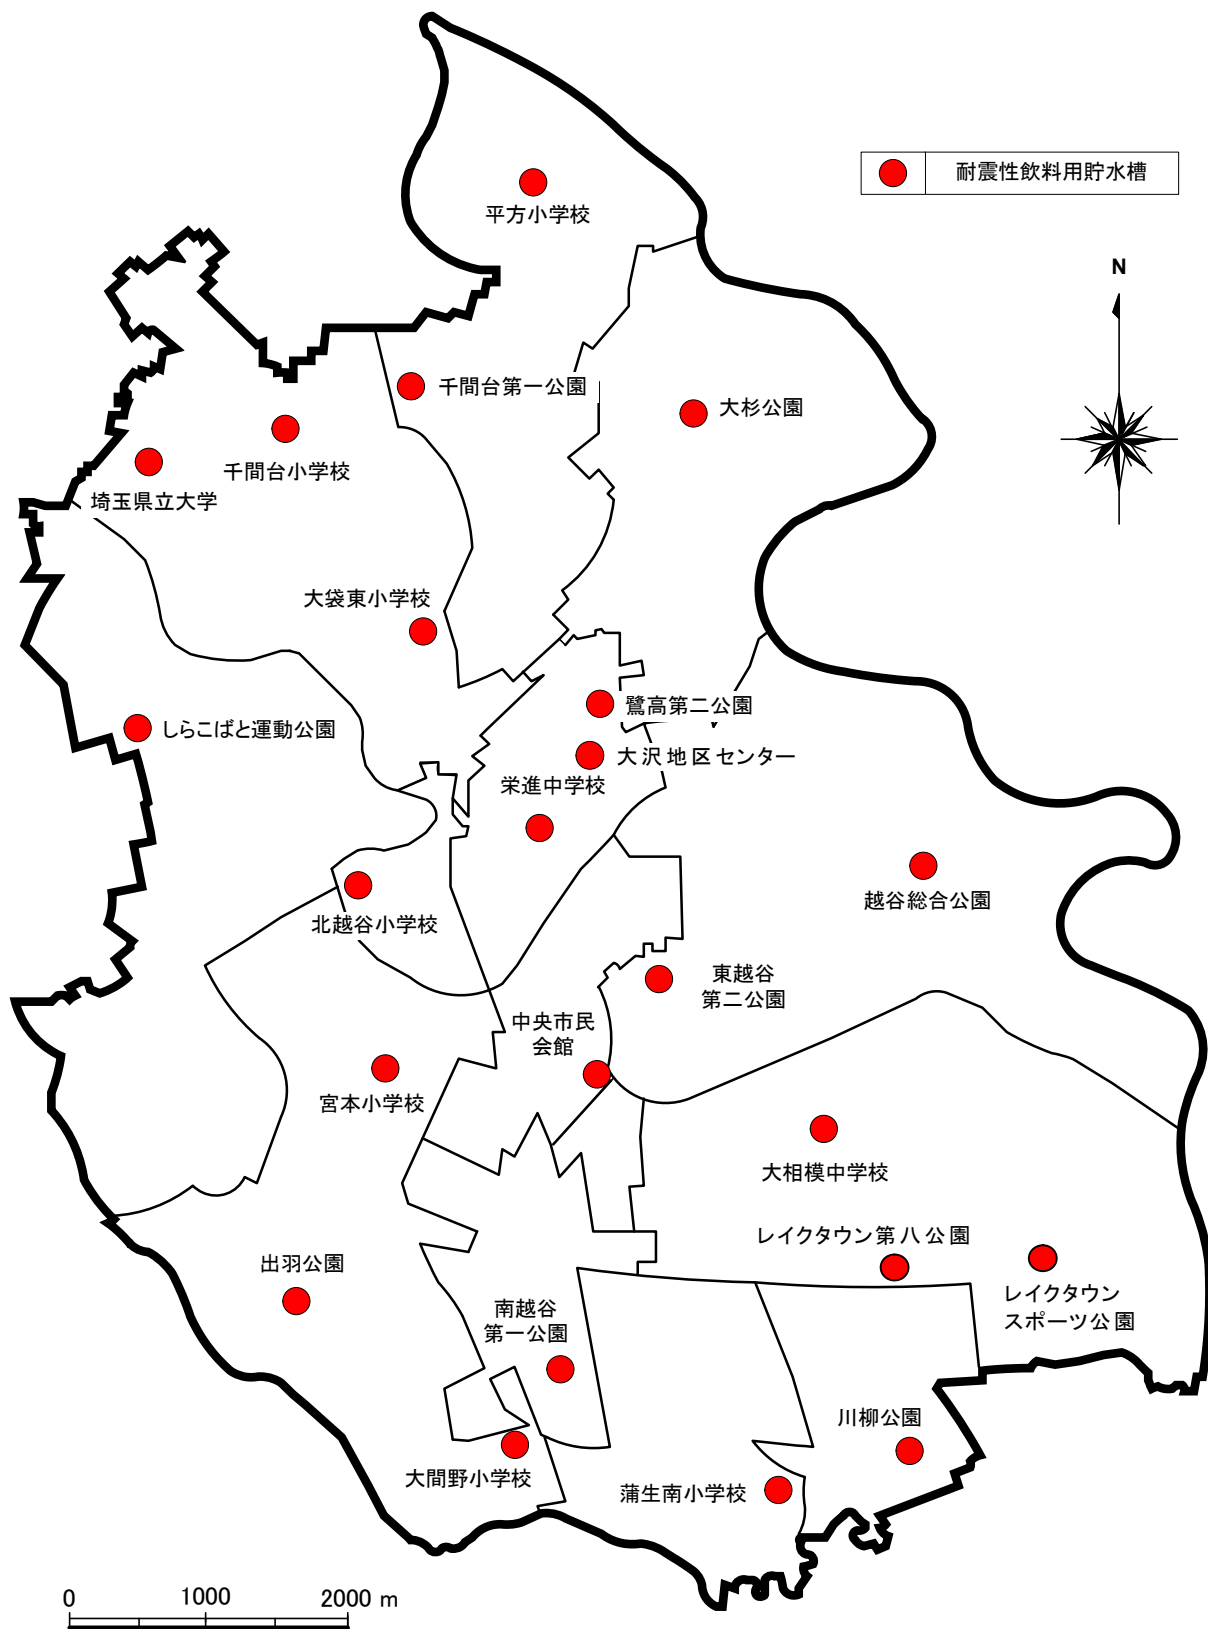 平方小学校
耐震性飲料用貯水槽
N
千間台第一公園
大杉公園
千間台小学校
埼玉県立大学
大袋東小学校
鷺高第二公園
しらこばと運動公園
大沢地区センター
栄進中学校
越谷総合公園
北越谷小学校
東越谷
第二公園
中央市民
会館
宮本小学校
大相模中学校
レイクタウン第八公園
出羽公園
レイクタウン
スポーツ公園
南越谷
第一公園
川柳公園
大間野小学校
蒲生南小学校
0 1000 2000 m